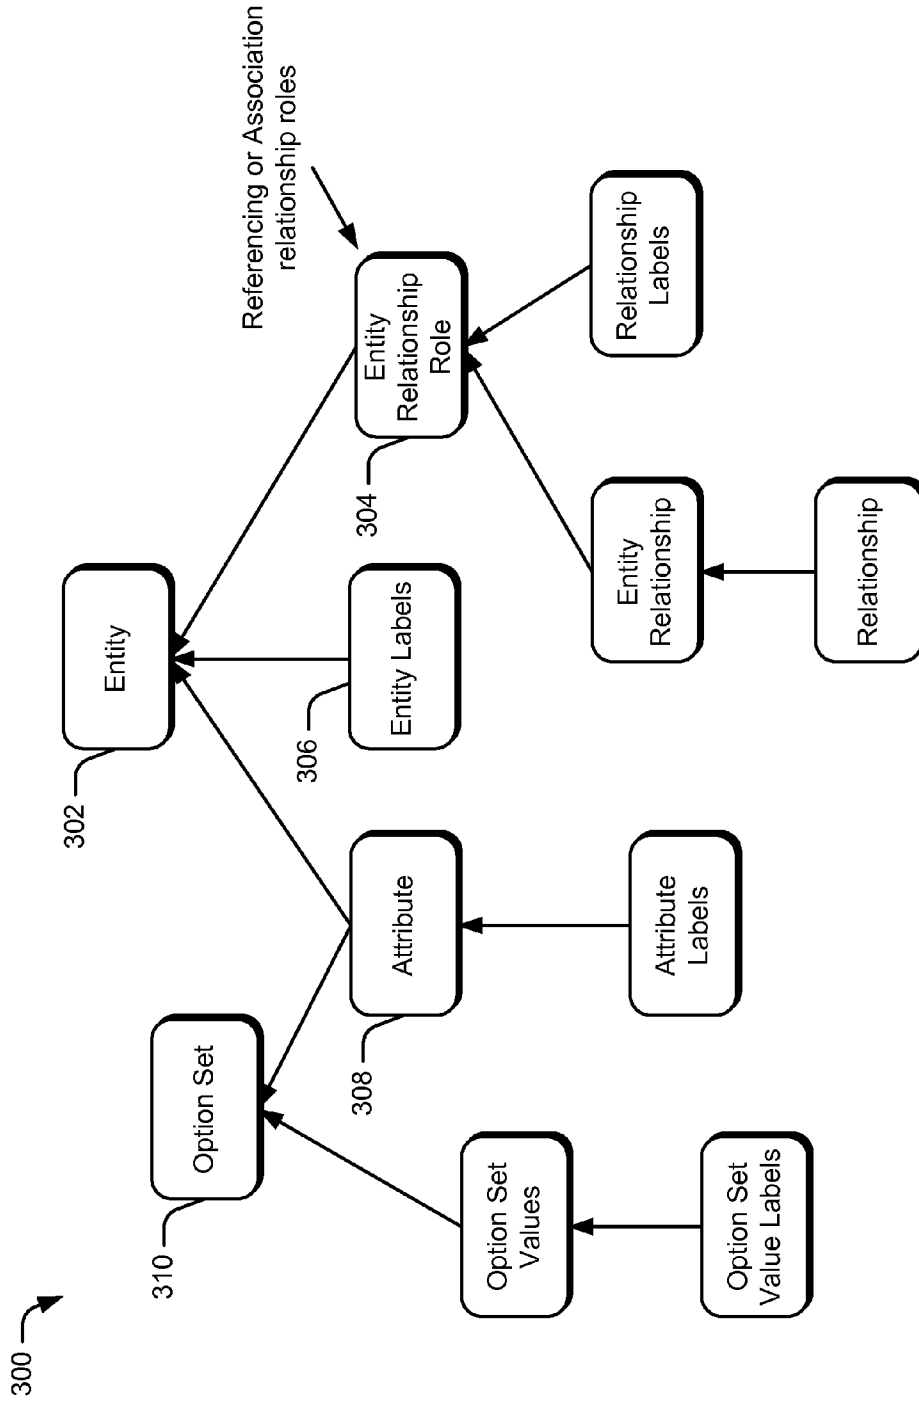 300
Referencing or Association
relationship roles
302
Entity
310
Option Set
304
Entity
Relationship
Role
306
Entity Labels
308
Attribute
Relationship
Labels
Entity
Relationship
Attribute
Labels
Option Set
Values
Relationship
Option Set
Value Labels